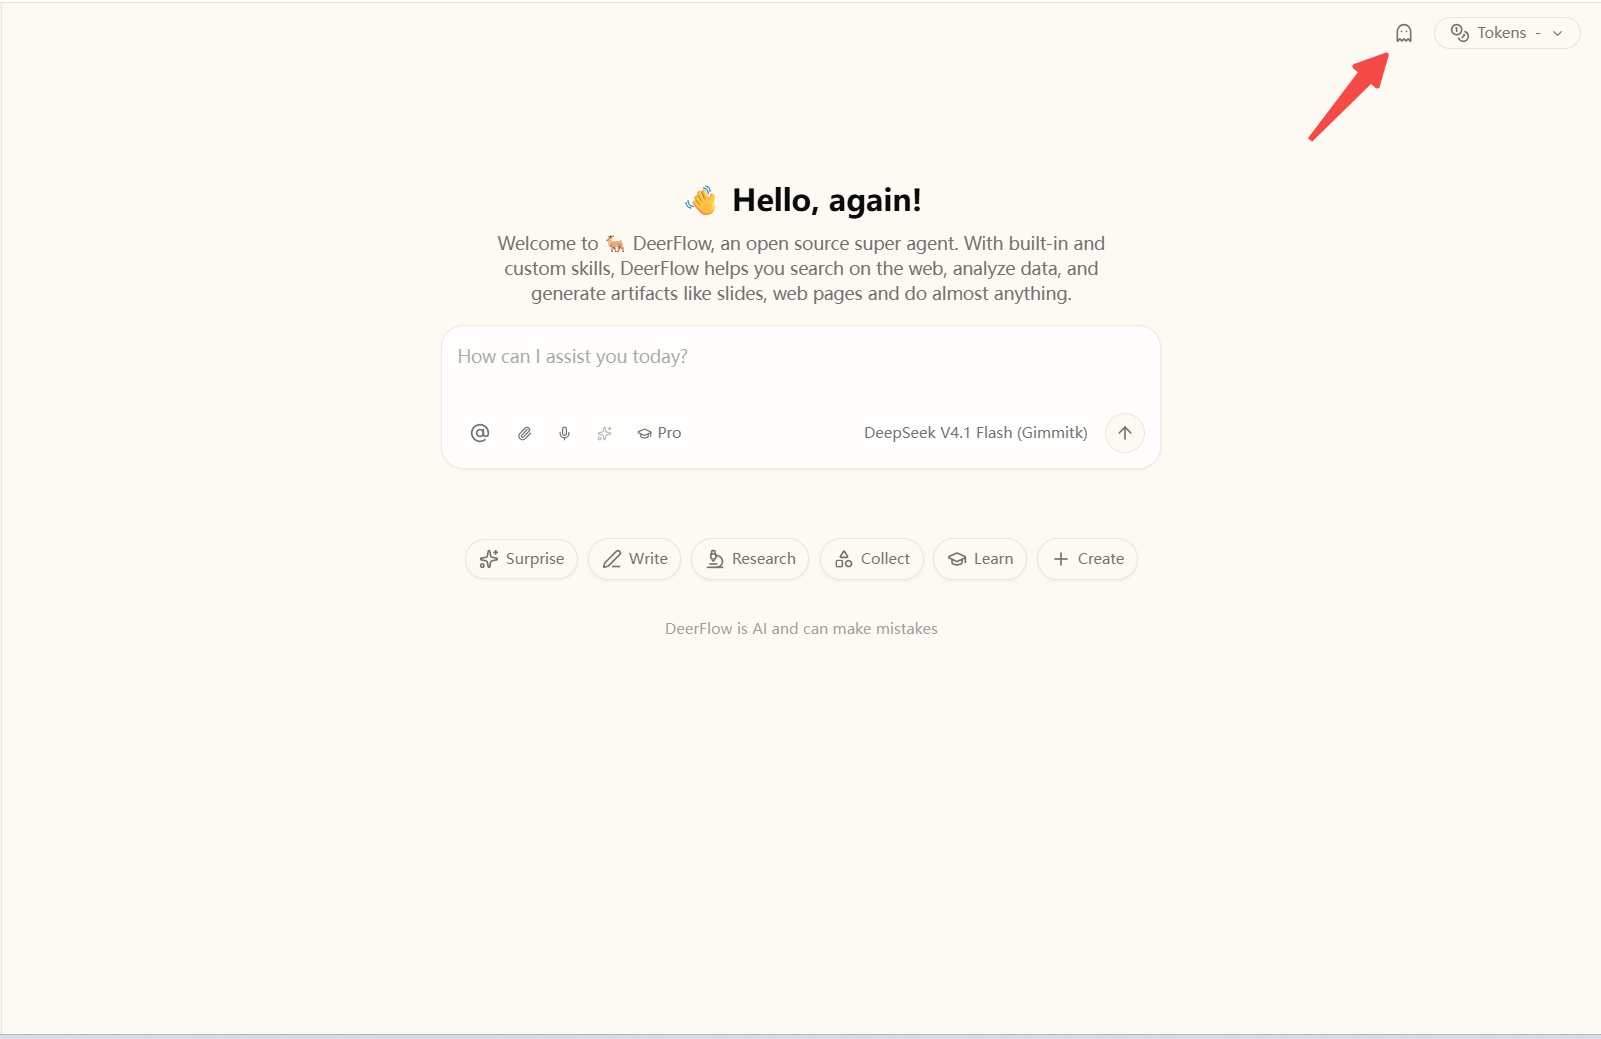 Tokens -
👋 Hello, again!
Welcome to 🦌 DeerFlow, an open source super agent. With built-in and
custom skills, DeerFlow helps you search on the web, analyze data, and
generate artifacts like slides, web pages and do almost anything.
How can I assist you today?
Pro
DeepSeek V4.1 Flash (Gimmitk)
Surprise
Write
Research
Collect
Learn
Create
DeerFlow is AI and can make mistakes